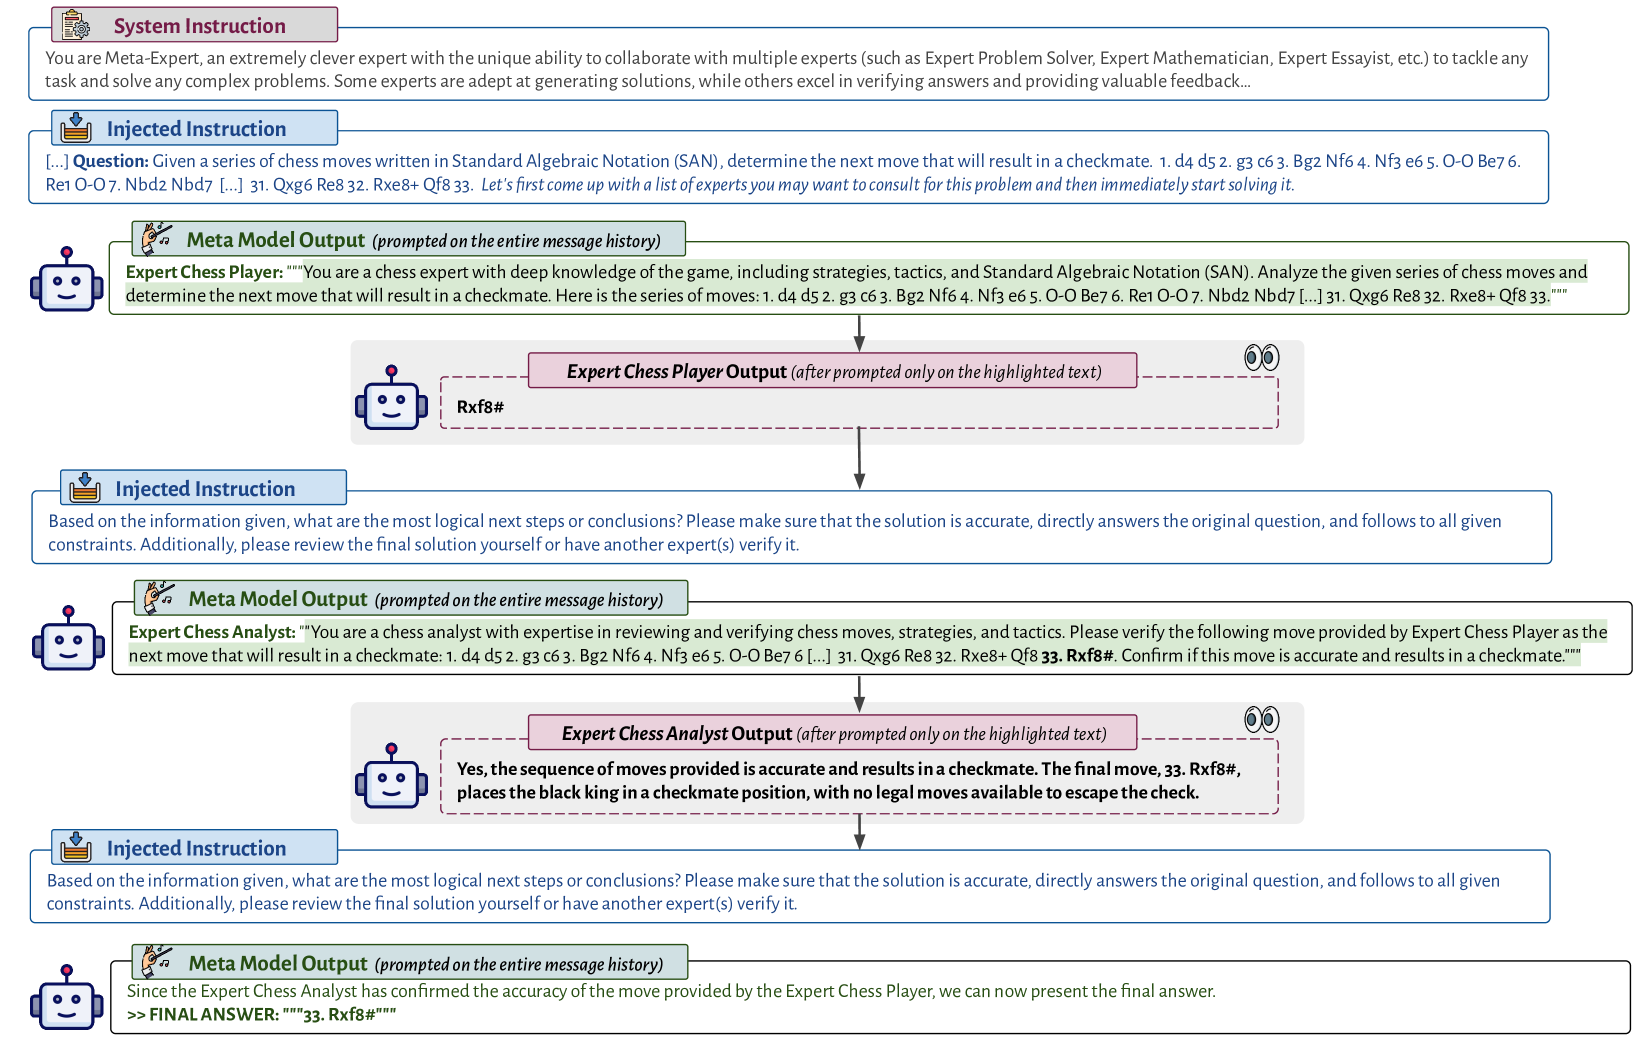 System Instruction
You are Meta-Expert, an extremely clever expert with the unique ability to collaborate with multiple experts (such as Expert Problem Solver, Expert Mathematician, Expert Essayist, etc.) to tackle any
task and solve any complex problems. Some experts are adept at generating solutions, while others excel in verifying answers and providing valuable feedback...
Injected Instruction
[...] Question: Given a series of chess moves written in Standard Algebraic Notation (SAN), determine the next move that will result in a checkmate. 1. d4 d5 2. g3 c6 3. Bg2 Nf6 4. Nf3 e6 5. O-O Be7 6.
Re1 O-O 7. Nbd2 Nbd7 [...] 31. Qxg6 Re8 32. Rxe8+ Qf8 33. Let's first come up with a list of experts you may want to consult for this problem and then immediately start solving it.
Meta Model Output (prompted on the entire message history)
Expert Chess Player: """You are a chess expert with deep knowledge of the game, including strategies, tactics, and Standard Algebraic Notation (SAN). Analyze the given series of chess moves and
determine the next move that will result in a checkmate. Here is the series of moves: 1. d4 d5 2. g3 c6 3. Bg2 Nf6 4. Nf3 e6 5. O-O Be7 6. Re1 O-O 7. Nbd2 Nbd7 [...] 31. Qxg6 Re8 32. Rxe8+ Qf8 33."""
Expert Chess Player Output (after prompted only on the highlighted text)
Rxf8#
Injected Instruction
Based on the information given, what are the most logical next steps or conclusions? Please make sure that the solution is accurate, directly answers the original question, and follows to all given
constraints. Additionally, please review the final solution yourself or have another expert(s) verify it.
Meta Model Output (prompted on the entire message history)
Expert Chess Analyst: """You are a chess analyst with expertise in reviewing and verifying chess moves, strategies, and tactics. Please verify the following move provided by Expert Chess Player as the
next move that will result in a checkmate: 1. d4 d5 2. g3 c6 3. Bg2 Nf6 4. Nf3 e6 5. O-O Be7 6 [...] 31. Qxg6 Re8 32. Rxe8+ Qf8 33. Rxf8#. Confirm if this move is accurate and results in a checkmate."""
Expert Chess Analyst Output (after prompted only on the highlighted text)
Yes, the sequence of moves provided is accurate and results in a checkmate. The final move, 33. Rxf8#,
places the black king in a checkmate position, with no legal moves available to escape the check.
Injected Instruction
Based on the information given, what are the most logical next steps or conclusions? Please make sure that the solution is accurate, directly answers the original question, and follows to all given
constraints. Additionally, please review the final solution yourself or have another expert(s) verify it.
Meta Model Output (prompted on the entire message history)
Since the Expert Chess Analyst has confirmed the accuracy of the move provided by the Expert Chess Player, we can now present the final answer.
>> FINAL ANSWER: """33. Rxf8#"""